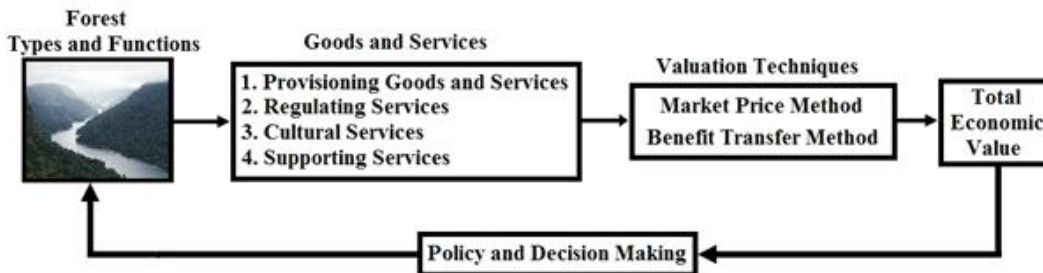 Forest
Types and Functions
Goods and Services
1. Provisioning Goods and Services
2. Regulating Services
3. Cultural Services
4. Supporting Services
Valuation Techniques
Market Price Method
Benefit Transfer Method
Total
Economic
Value
Policy and Decision Making